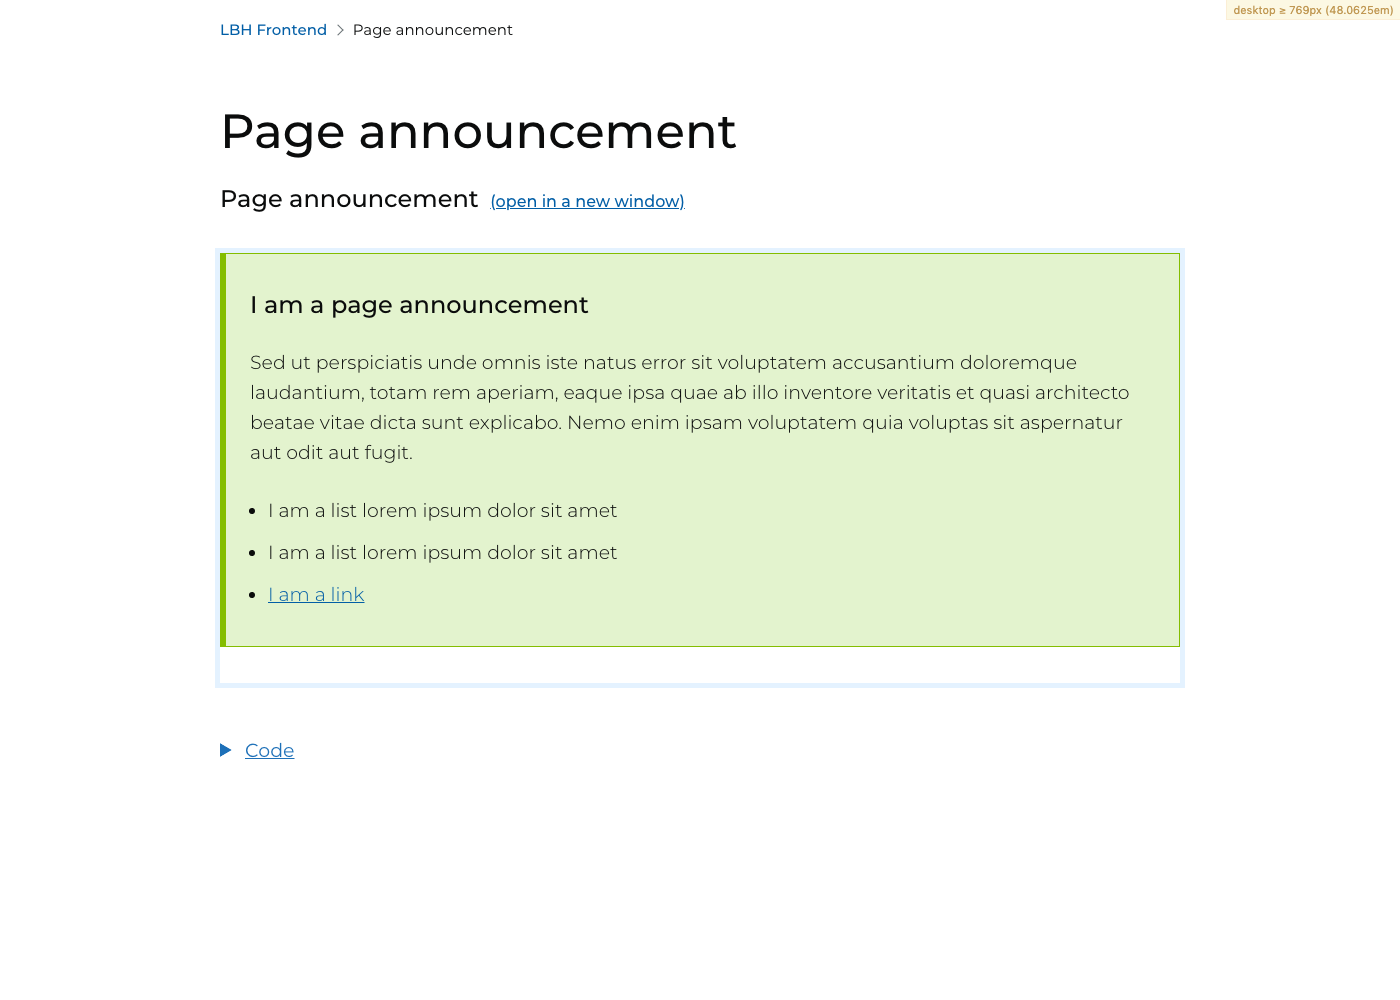 desktop ≥ 769px (48.0625em)
LBH Frontend > Page announcement
Page announcement
Page announcement (open in a new window)
I am a page announcement
Sed ut perspiciatis unde omnis iste natus error sit voluptatem accusantium doloremque
laudantium, totam rem aperiam, eaque ipsa quae ab illo inventore veritatis et quasi architecto
beatae vitae dicta sunt explicabo. Nemo enim ipsam voluptatem quia voluptas sit aspernatur
aut odit aut fugit.
• I am a list lorem ipsum dolor sit amet
• I am a list lorem ipsum dolor sit amet
• I am a link
Code